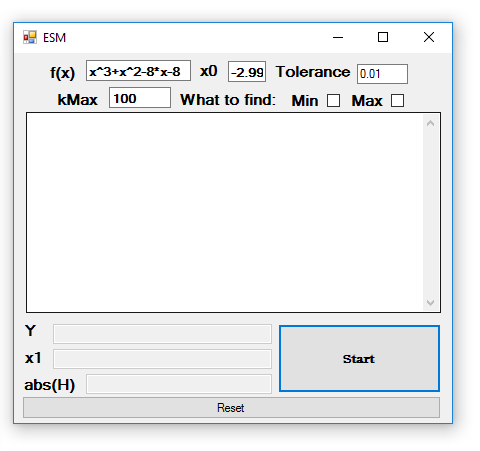 ESM
f(x) x^3+x^2-8*x-8 x0 -2.99 Tolerance 0.01
kMax 100 What to find: Min Max
Y
x1
Start
abs(H)
Reset